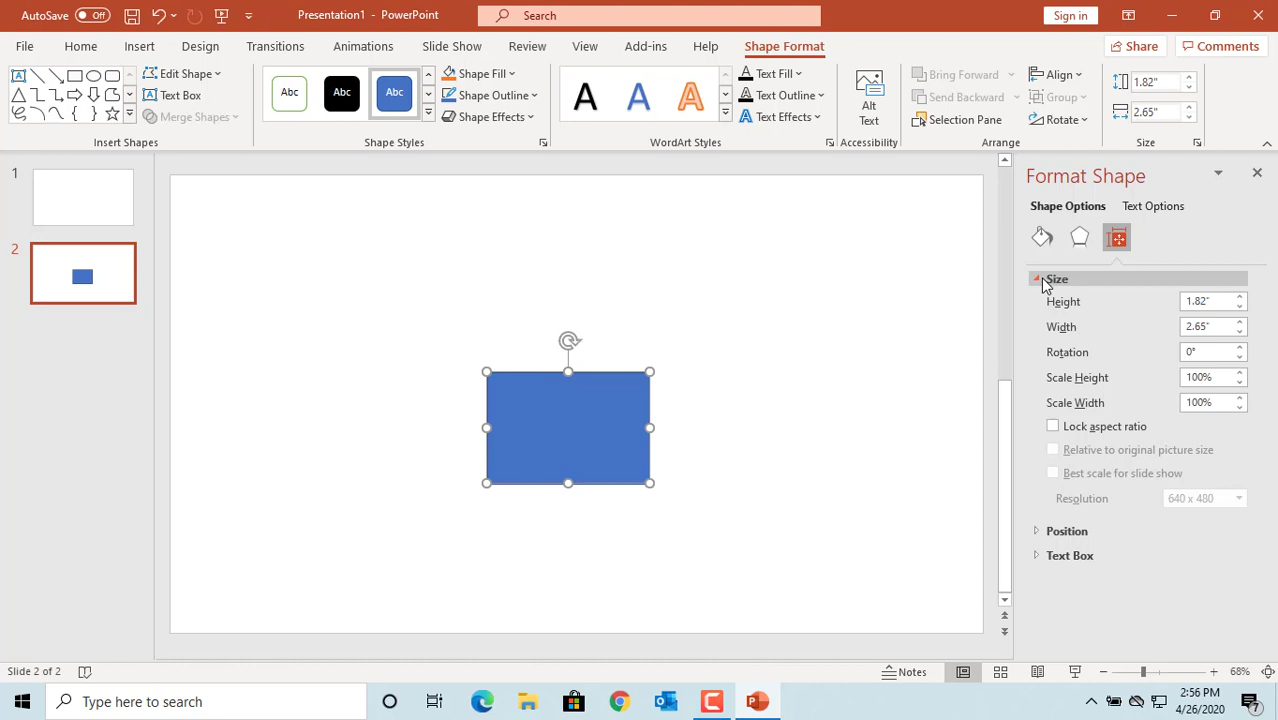 AutoSave Off Presentation1 - PowerPoint Search Sign in
File Home Insert Design Transitions Animations Slide Show Review View Add-ins Help Shape Format Share Comments
Edit Shape
Text Box
Merge Shapes
Insert Shapes
Abc Abc Abc
Shape Fill
Shape Outline
Shape Effects
Shape Styles
A A A
Text Fill
Text Outline
Text Effects
WordArt Styles
Alt
Text
Accessibility
Bring Forward
Send Backward
Selection Pane
Align
Group
Rotate
Arrange
1.82"
2.65"
Size
1
2
Format Shape
Shape Options Text Options
Size
Height 1.82"
Width 2.65"
Rotation 0°
Scale Height 100%
Scale Width 100%
Lock aspect ratio
Relative to original picture size
Best scale for slide show
Resolution 640 x 480
Position
Text Box
Slide 2 of 2 Notes 68%
Type here to search
2:56 PM
4/26/2020
7